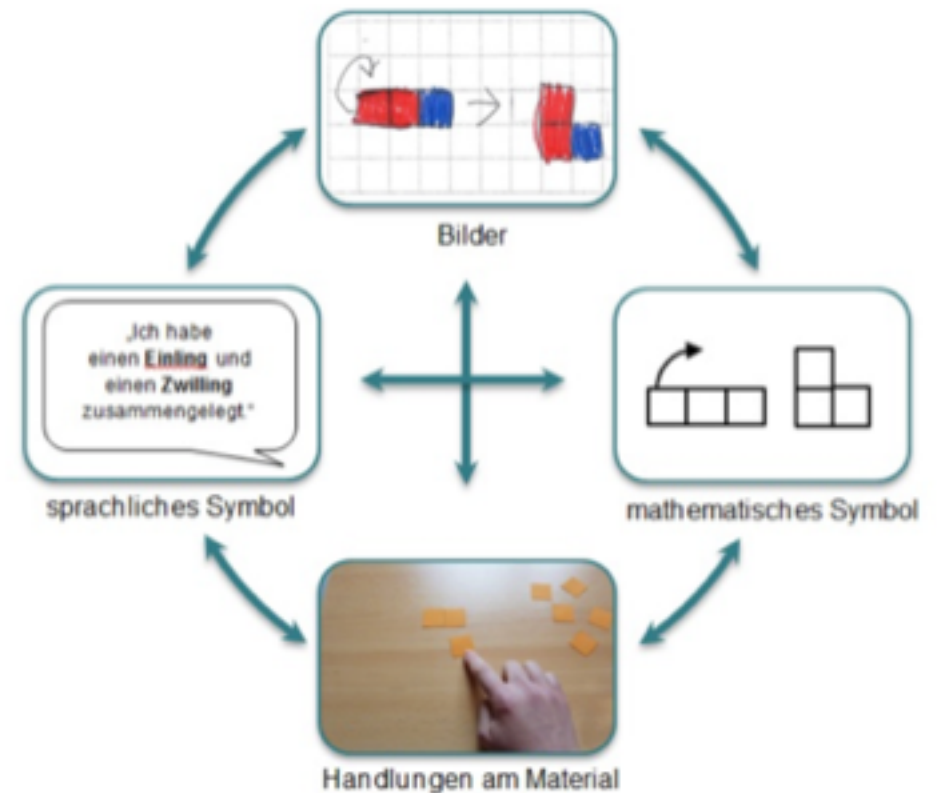 Bilder
„Ich habe
einen Einling und
einen Zwilling
zusammengelegt.“
sprachliches Symbol
mathematisches Symbol
Handlungen am Material